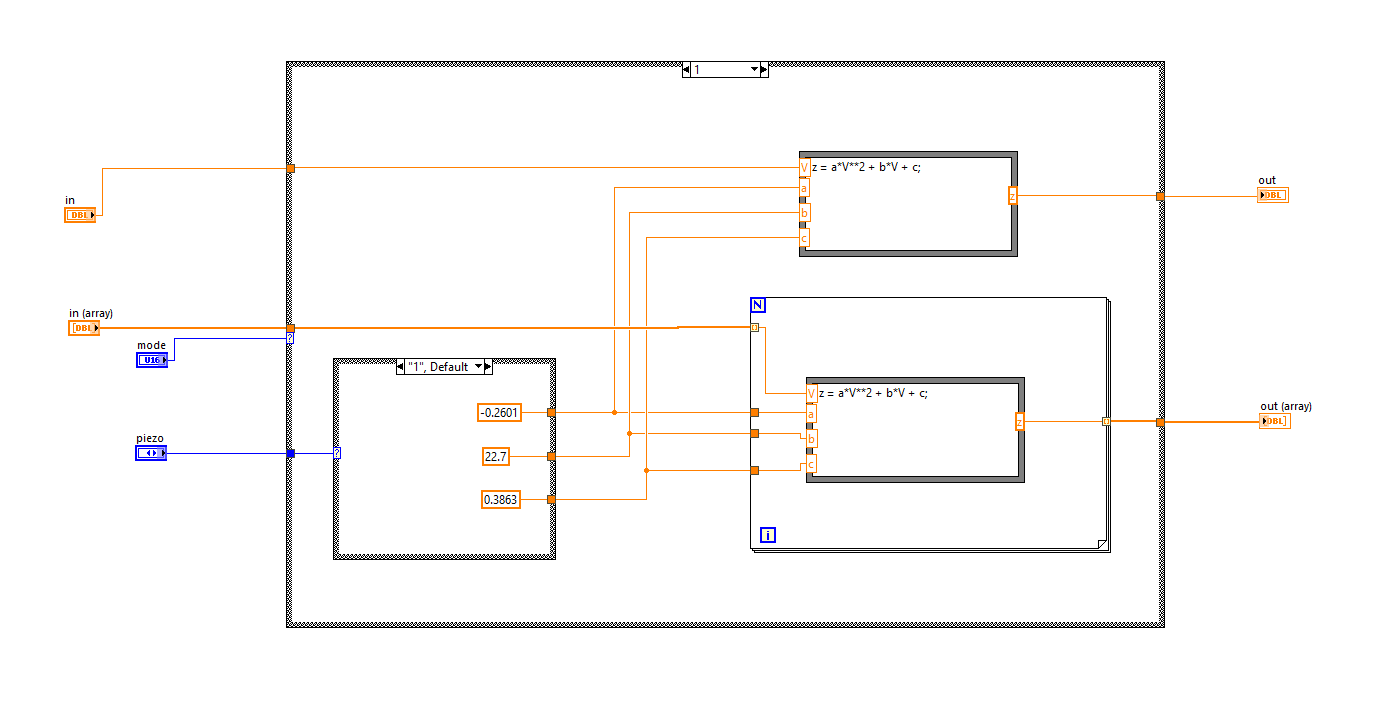 1
in
DBL
V
z = a*V**2 + b*V + c;
a
b
c
z
out
DBL
in (array)
DBL
mode
U16
?
N
piezo
?
"1", Default
-0.2601
22.7
0.3863
V
z = a*V**2 + b*V + c;
a
b
c
z
out (array)
DBL
i